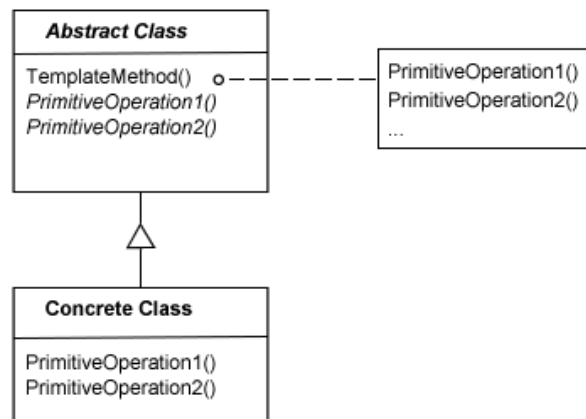 Abstract Class
TemplateMethod()
PrimitiveOperation1()
PrimitiveOperation2()
PrimitiveOperation1()
PrimitiveOperation2()
...
Concrete Class
PrimitiveOperation1()
PrimitiveOperation2()